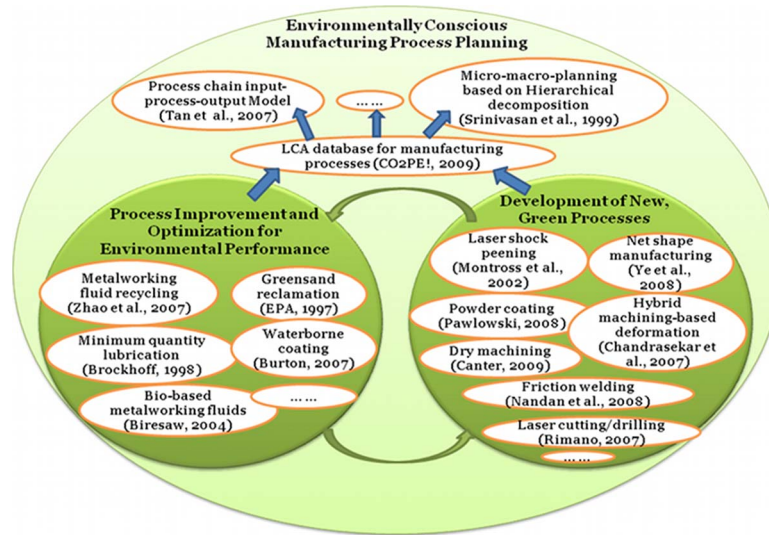 Environmentally Conscious
Manufacturing Process Planning
Process chain input-
process-output Model
(Tan et al., 2007)
... ...
Micro-macro-planning
based on Hierarchical
decomposition
(Srinivasan et al., 1999)
LCA database for manufacturing
processes (CO2PE!, 2009)
Process Improvement and
Optimization for
Environmental Performance
Metalworking
fluid recycling
(Zhao et al., 2007)
Greensand
reclamation
(EPA, 1997)
Minimum quantity
lubrication
(Brockhoff, 1998)
Waterborne
coating
(Burton, 2007)
Bio-based
metalworking fluids
(Biresaw, 2004)
... ...
Development of New,
Green Processes
Laser shock
peening
(Montross et al.,
2002)
Net shape
manufacturing
(Ye et al.,
2008)
Powder coating
(Pawlowski, 2008)
Hybrid
machining-based
deformation
(Chandrasekar et
al., 2007)
Dry machining
(Canter, 2009)
Friction welding
(Nandan et al., 2008)
Laser cutting/drilling
(Rimano, 2007)
... ...